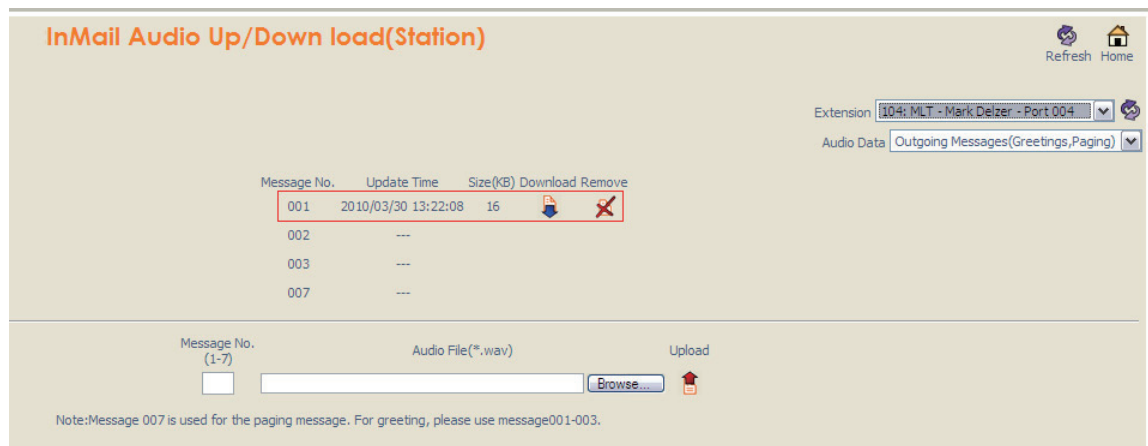 InMail Audio Up/Down load(Station)
Refresh Home
Extension 104: MLT - Mark Delzer - Port 004
Audio Data Outgoing Messages(Greetings,Paging)
Message No. Update Time Size(KB) Download Remove
001 2010/03/30 13:22:08 16
002 ---
003 ---
007 ---
Message No. Audio File(*.wav) Upload
(1-7)
Browse...
Note:Message 007 is used for the paging message. For greeting, please use message001-003.